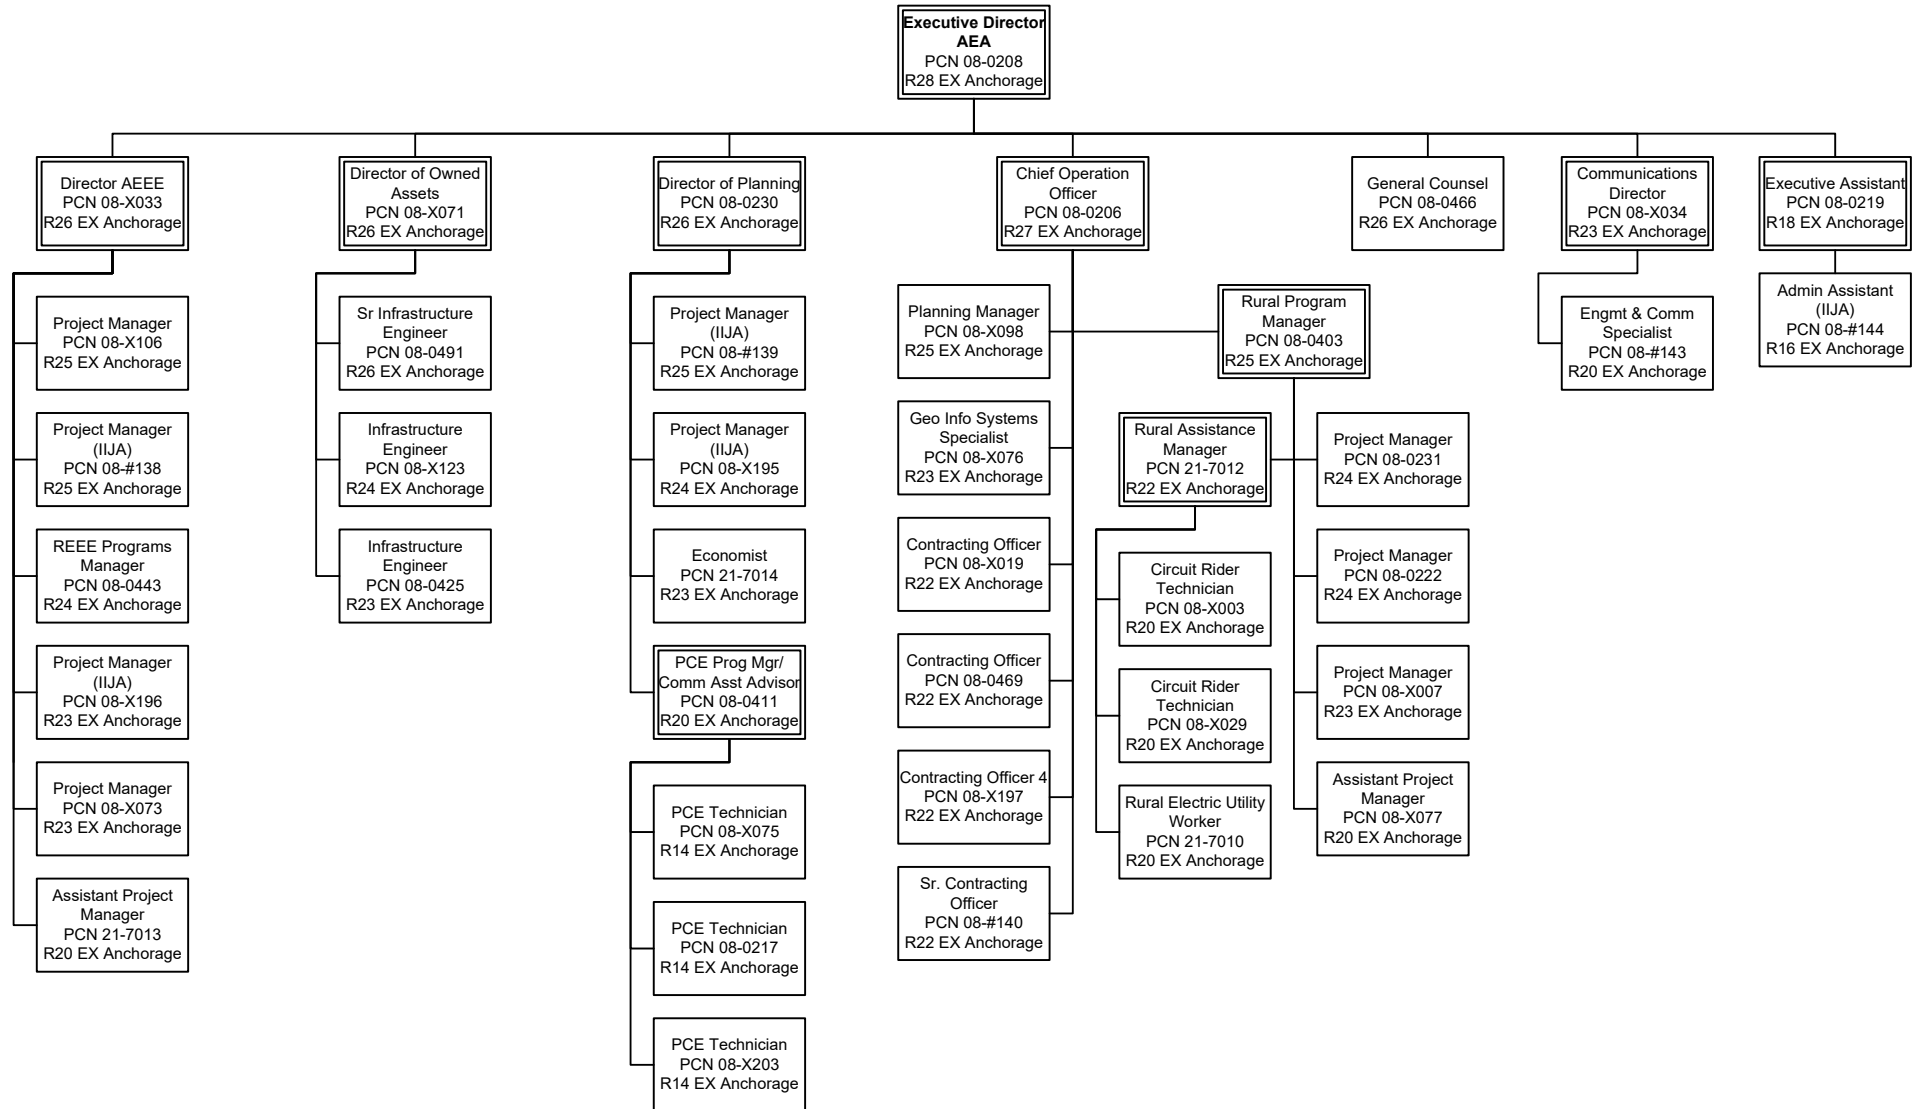 Executive Director
AEA
PCN 08-0208
R28 EX Anchorage
Director AEEE
PCN 08-X033
R26 EX Anchorage
Director of Owned
Assets
PCN 08-X071
R26 EX Anchorage
Director of Planning
PCN 08-0230
R26 EX Anchorage
Chief Operation
Officer
PCN 08-0206
R27 EX Anchorage
General Counsel
PCN 08-0466
R26 EX Anchorage
Communications
Director
PCN 08-X034
R23 EX Anchorage
Executive Assistant
PCN 08-0219
R18 EX Anchorage
Project Manager
PCN 08-X106
R25 EX Anchorage
Project Manager
(IIJA)
PCN 08-#138
R25 EX Anchorage
REEE Programs
Manager
PCN 08-0443
R24 EX Anchorage
Project Manager
(IIJA)
PCN 08-X196
R23 EX Anchorage
Project Manager
PCN 08-X073
R23 EX Anchorage
Assistant Project
Manager
PCN 21-7013
R20 EX Anchorage
Sr Infrastructure
Engineer
PCN 08-0491
R26 EX Anchorage
Infrastructure
Engineer
PCN 08-X123
R24 EX Anchorage
Infrastructure
Engineer
PCN 08-0425
R23 EX Anchorage
Project Manager
(IIJA)
PCN 08-#139
R25 EX Anchorage
Project Manager
(IIJA)
PCN 08-X195
R24 EX Anchorage
Economist
PCN 21-7014
R23 EX Anchorage
PCE Prog Mgr/
Comm Asst Advisor
PCN 08-0411
R20 EX Anchorage
PCE Technician
PCN 08-X075
R14 EX Anchorage
PCE Technician
PCN 08-0217
R14 EX Anchorage
PCE Technician
PCN 08-X203
R14 EX Anchorage
Planning Manager
PCN 08-X098
R25 EX Anchorage
Geo Info Systems
Specialist
PCN 08-X076
R23 EX Anchorage
Contracting Officer
PCN 08-X019
R22 EX Anchorage
Contracting Officer
PCN 08-0469
R22 EX Anchorage
Contracting Officer 4
PCN 08-X197
R22 EX Anchorage
Sr. Contracting
Officer
PCN 08-#140
R22 EX Anchorage
Rural Program
Manager
PCN 08-0403
R25 EX Anchorage
Rural Assistance
Manager
PCN 21-7012
R22 EX Anchorage
Circuit Rider
Technician
PCN 08-X003
R20 EX Anchorage
Circuit Rider
Technician
PCN 08-X029
R20 EX Anchorage
Rural Electric Utility
Worker
PCN 21-7010
R20 EX Anchorage
Project Manager
PCN 08-0231
R24 EX Anchorage
Project Manager
PCN 08-0222
R24 EX Anchorage
Project Manager
PCN 08-X007
R23 EX Anchorage
Assistant Project
Manager
PCN 08-X077
R20 EX Anchorage
Engmt & Comm
Specialist
PCN 08-#143
R20 EX Anchorage
Admin Assistant
(IIJA)
PCN 08-#144
R16 EX Anchorage